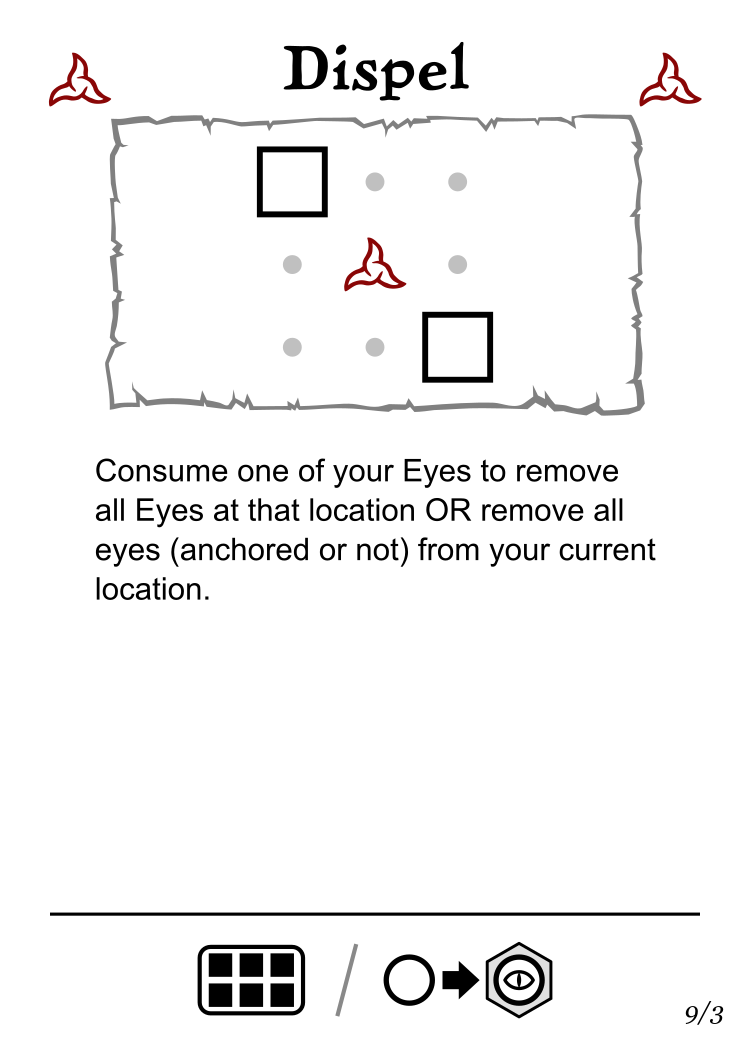 Dispel
Consume one of your Eyes to remove
all Eyes at that location OR remove all
eyes (anchored or not) from your current
location.
9/3